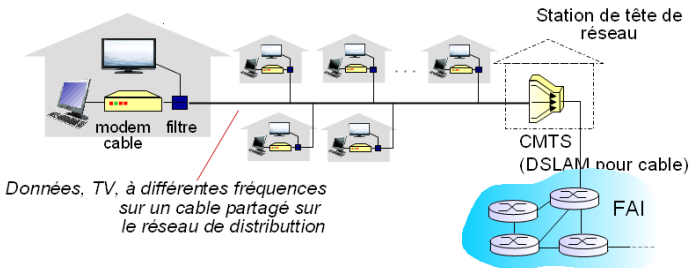 Station de tête de
réseau
modem
cable
filtre
CMTS
(DSLAM pour cable)
Données, TV, à différentes fréquences
sur un cable partagé sur
le réseau de distributtion
FAI